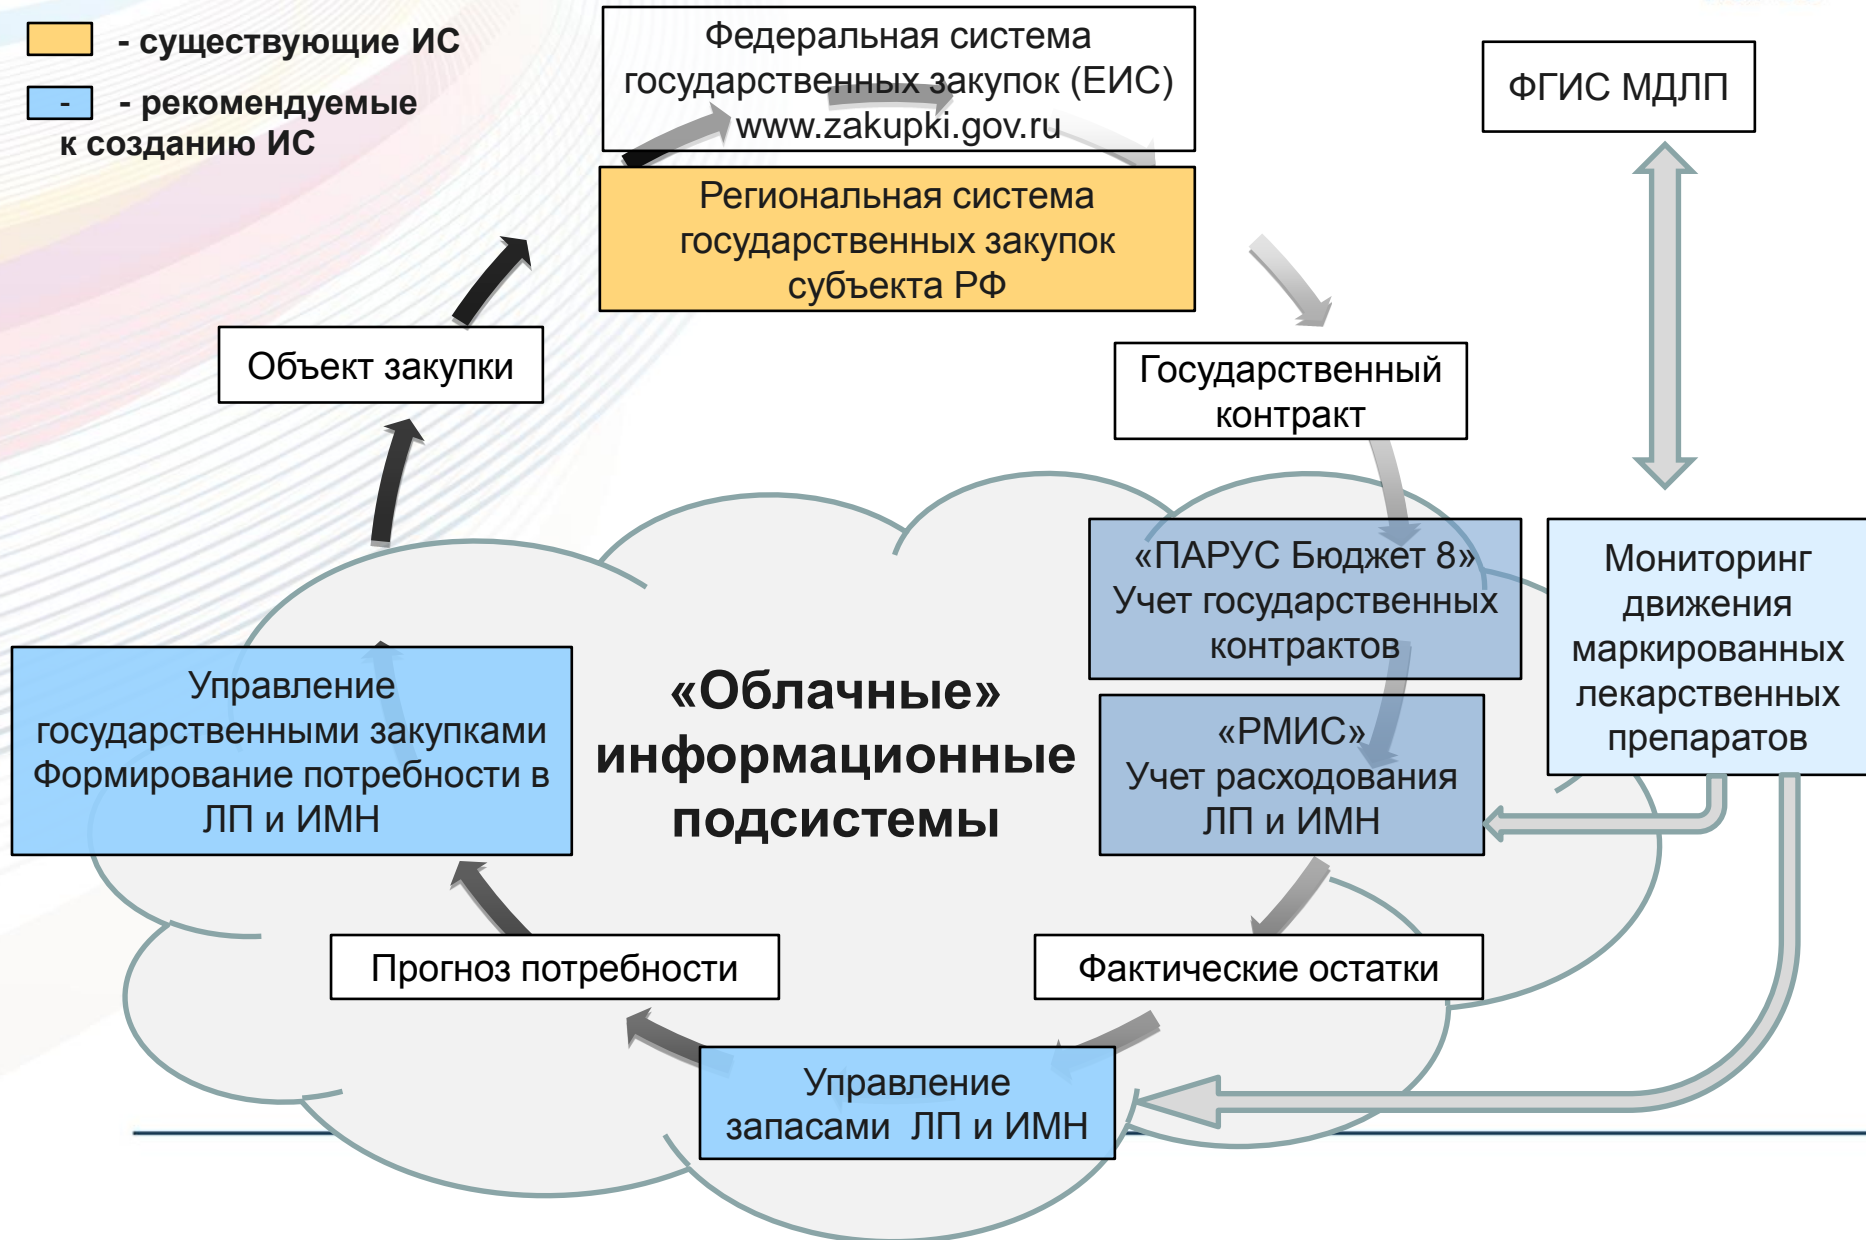 - существующие ИС
- - рекомендуемые
к созданию ИС
Федеральная система
государственных закупок (ЕИС)
www.zakupki.gov.ru
Региональная система
государственных закупок
субъекта РФ
ФГИС МДЛП
Объект закупки
Государственный
контракт
«ПАРУС Бюджет 8»
Учет государственных
контрактов
Мониторинг
движения
маркированных
лекарственных
препаратов
Управление
государственными закупками
Формирование потребности в
ЛП и ИМН
«Облачные»
информационные
подсистемы
«РМИС»
Учет расходования
ЛП и ИМН
Прогноз потребности
Фактические остатки
Управление
запасами ЛП и ИМН